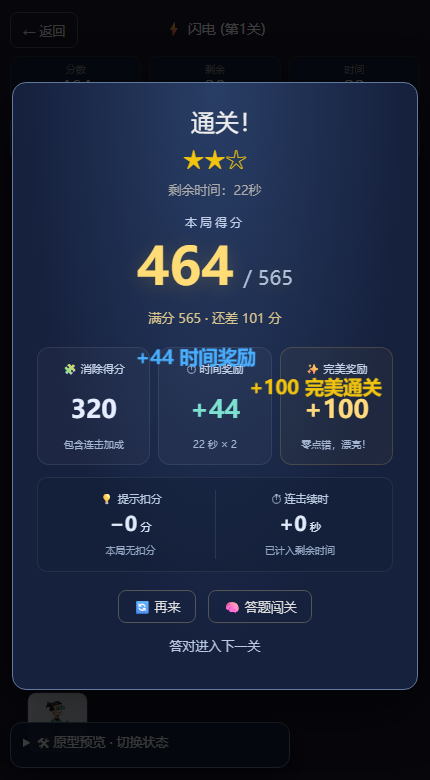 ← 返回
⚡ 闪电 (第1关)
分数 剩余 时间
通关!
★★☆
剩余时间：22秒
本局得分
464 / 565
满分 565 · 还差 101 分
+44 时间奖励
🧩 消除得分
⏱ 时间奖励
✨ 完美奖励
+100 完美通关
320
+44
+100
包含连击加成
22 秒 × 2
零点错，漂亮!
💡 提示扣分
⏱ 连击续时
−0 分
+0 秒
本局无扣分
已计入剩余时间
🔄 再来
🧠 答题闯关
答对进入下一关
▶ 🛠 原型预览 · 切换状态